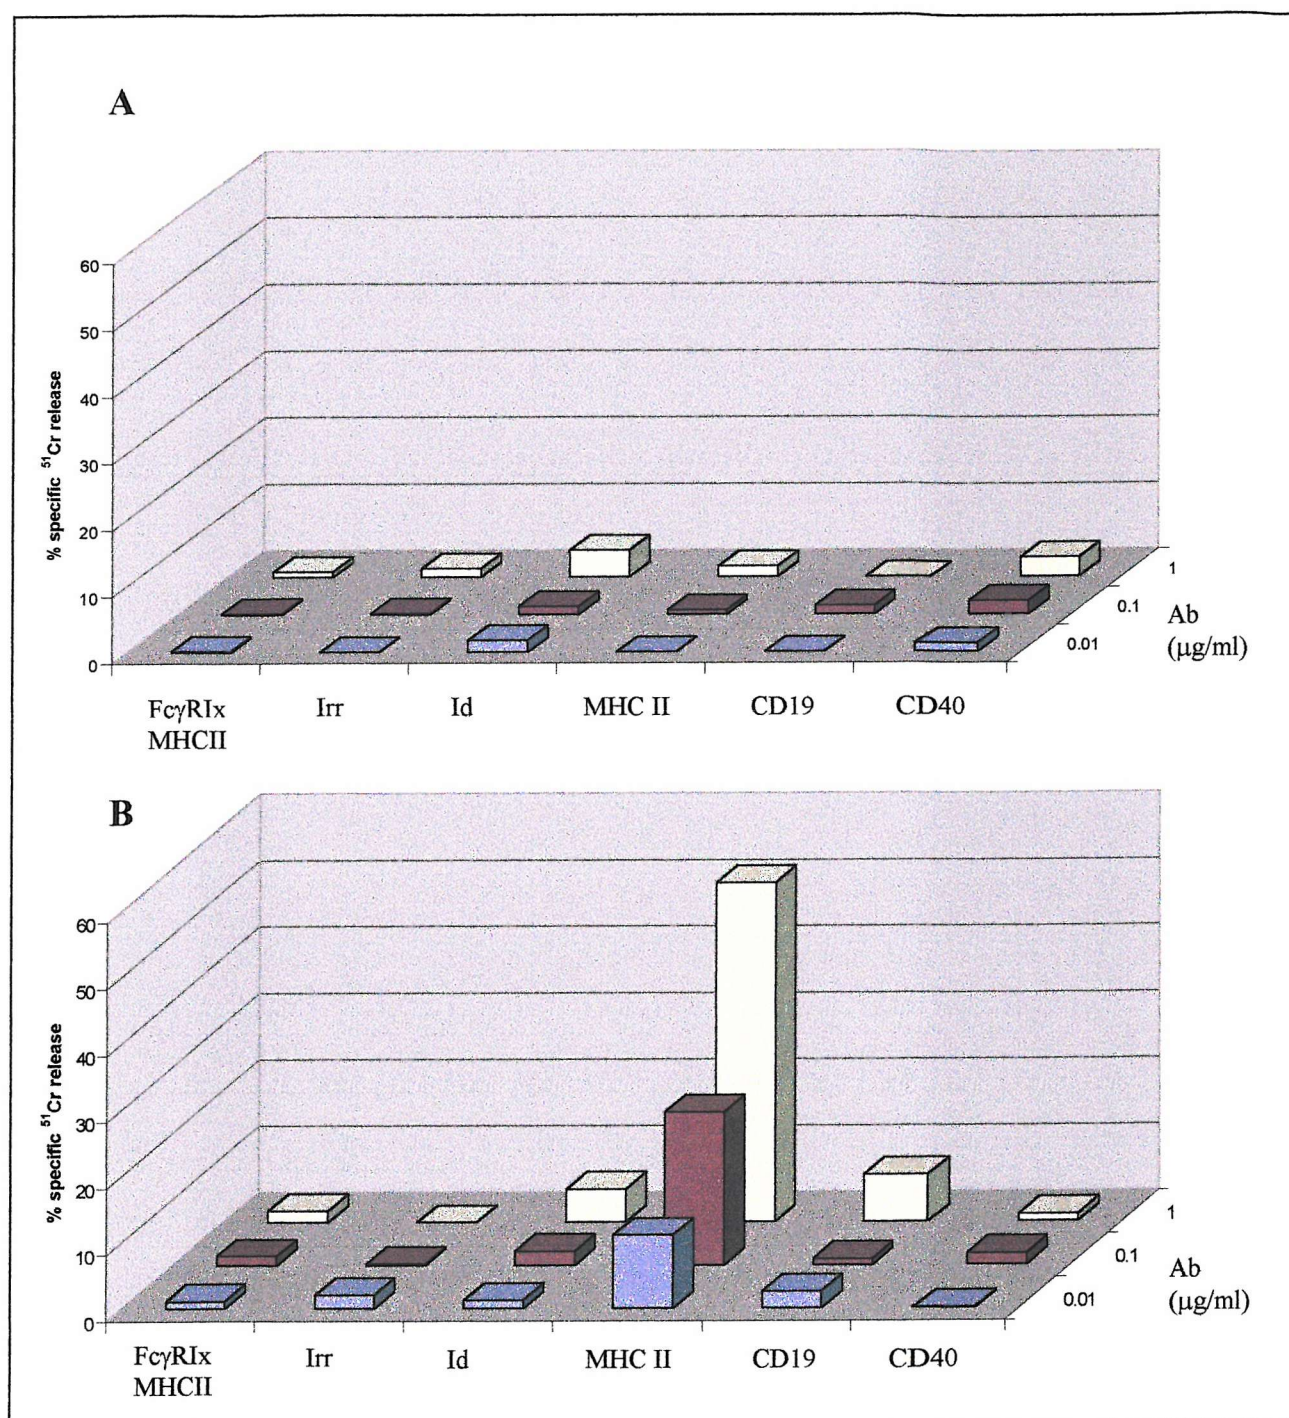 A
60
50
40
30
20
10
0
% specific ⁵¹Cr release
1
0.1
0.01
Ab
(µg/ml)
FcγRIx
MHCII
Irr
Id
MHC II
CD19
CD40
B
60
50
40
30
20
10
0
% specific ⁵¹Cr release
1
0.1
0.01
Ab
(µg/ml)
FcγRIx
MHCII
Irr
Id
MHC II
CD19
CD40